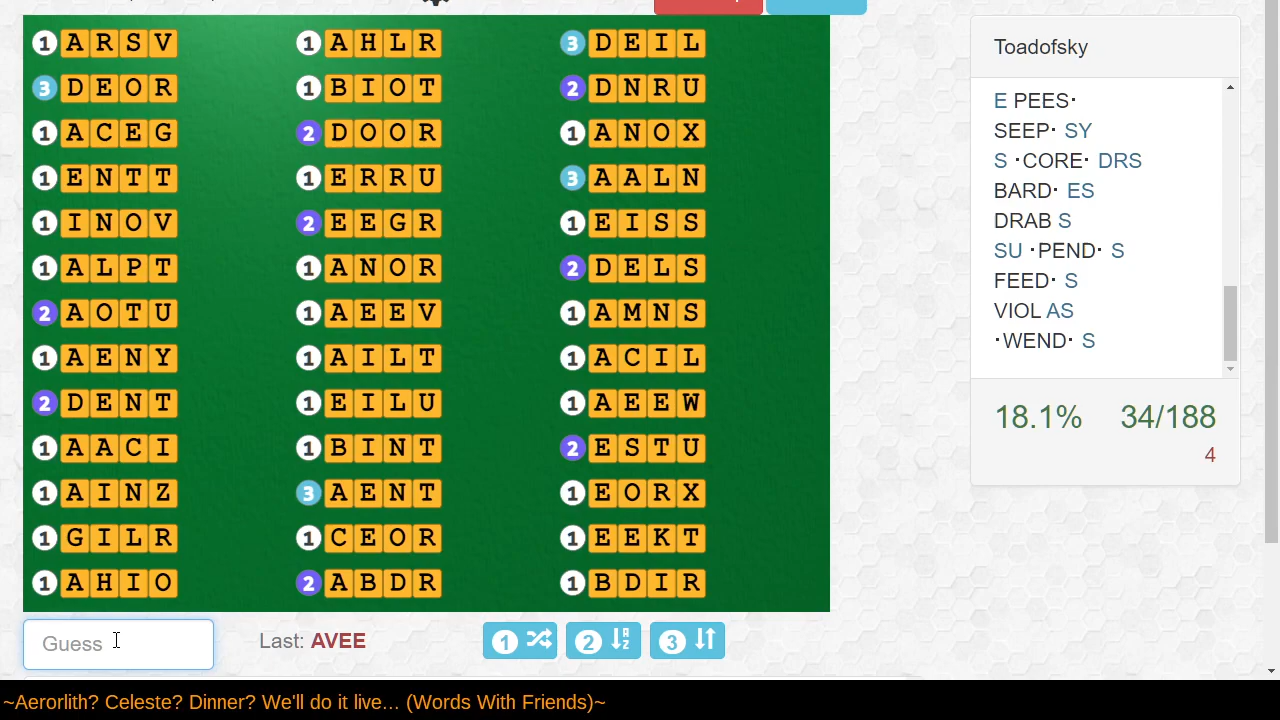 1 A R S V 1 A H L R 3 D E I L
3 D E O R 1 B I O T 2 D N R U
1 A C E G 2 D O O R 1 A N O X
1 E N T T 1 E R R U 3 A A L N
1 I N O V 2 E E G R 1 E I S S
1 A L P T 1 A N O R 2 D E L S
2 A O T U 1 A E E V 1 A M N S
1 A E N Y 1 A I L T 1 A C I L
2 D E N T 1 E I L U 1 A E E W
1 A A C I 1 B I N T 2 E S T U
1 A I N Z 3 A E N T 1 E O R X
1 G I L R 1 C E O R 1 E E K T
1 A H I O 2 A B D R 1 B D I R
Guess Last: AVEE 1 2 3
Toadofsky
E PEES·
SEEP· SY
S ·CORE· DRS
BARD· ES
DRAB S
SU ·PEND· S
FEED· S
VIOL AS
·WEND· S
18.1% 34/188
4
~Aerorlith? Celeste? Dinner? We'll do it live... (Words With Friends)~